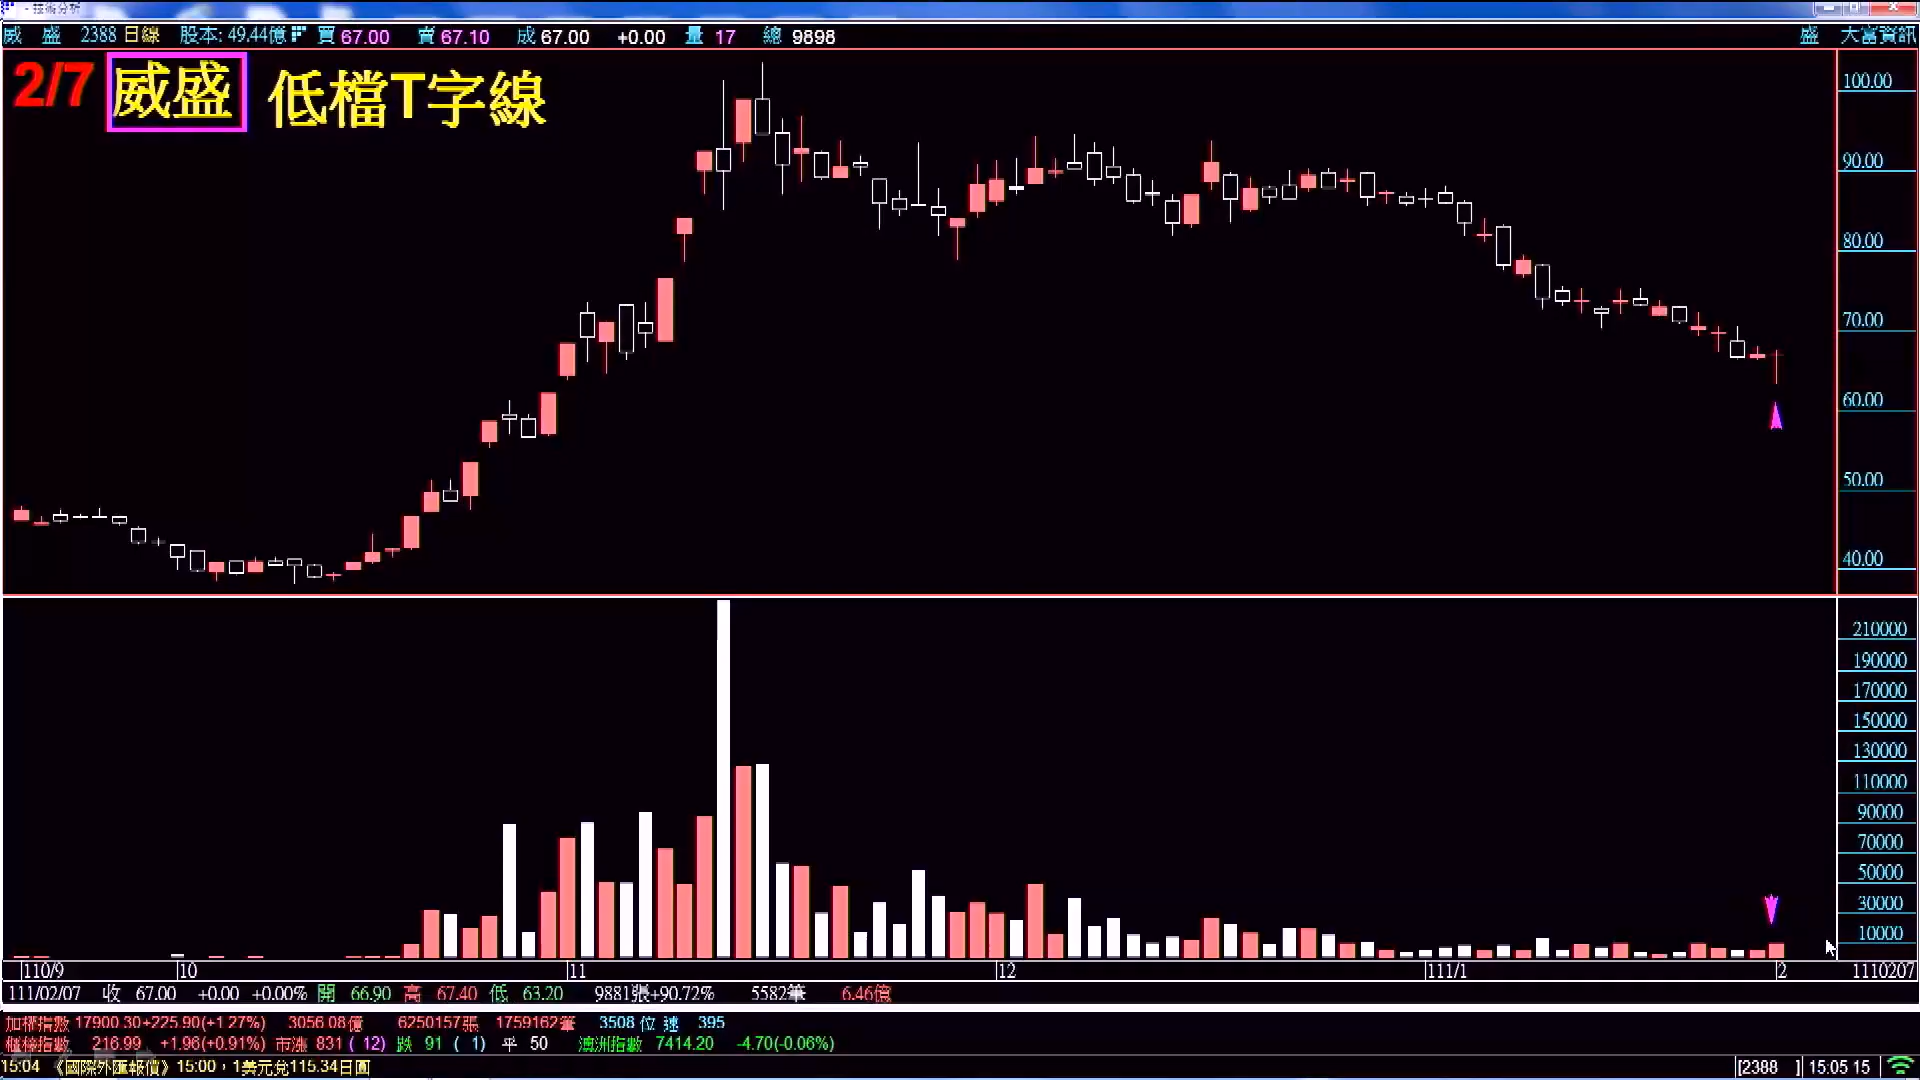 技術分析
威 盛 2388 日線 股本: 49.44億 買 67.00 賣 67.10 成 67.00 +0.00 量 17 總 9898 盛 大富資訊
2/7 威盛 低檔T字線
100.00
90.00
80.00
70.00
60.00
50.00
40.00
210000
190000
170000
150000
130000
110000
90000
70000
50000
30000
10000
110/9 10 11 12 111/1 2 1110207
111/02/07 收 67.00 +0.00 +0.00% 開 66.90 高 67.40 低 63.20 9881張+90.72% 5582筆 6.46億
加權指數 17900.30+225.90(+1.27%) 3056.08億 6250157張 1759162筆 3508 位 速 395
櫃檯指數 216.99 +1.96(+0.91%) 市漲 831 ( 12) 跌 91 ( 1) 平 50 澳洲指數 7414.20 -4.70(-0.06%)
15:04 《國際外匯報價》15:00，1美元兌115.34日圓 [2388 ] 15:05 15